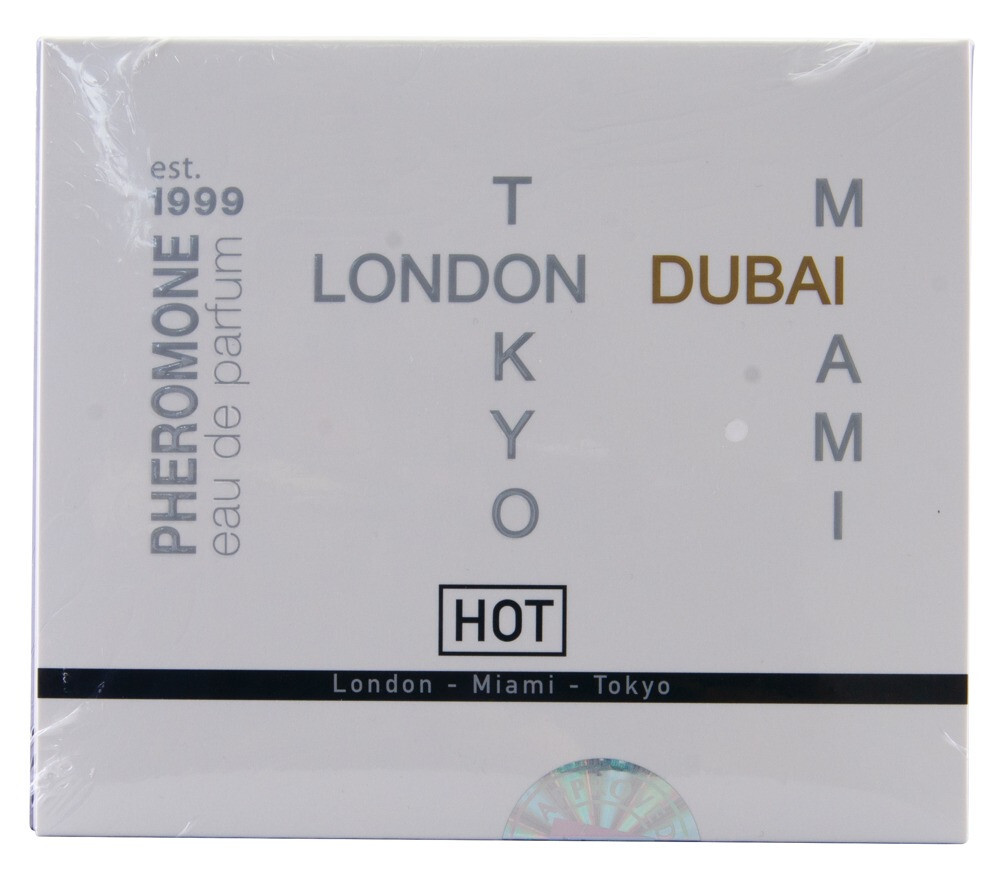 est.
1999
PHEROMONE
eau de parfum
TOKYO
LONDON
DUBAI
MIAMI
HOT
London - Miami - Tokyo